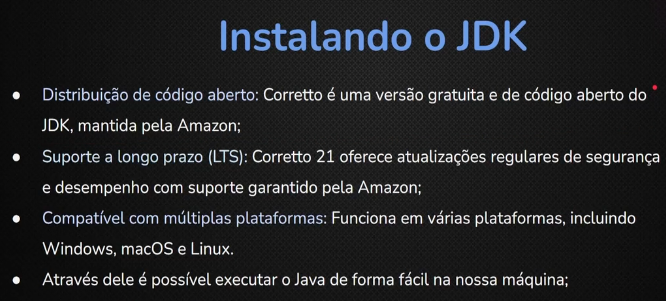 Instalando o JDK
● Distribuição de código aberto: Corretto é uma versão gratuita e de código aberto do
JDK, mantida pela Amazon;
● Suporte a longo prazo (LTS): Corretto 21 oferece atualizações regulares de segurança
e desempenho com suporte garantido pela Amazon;
● Compatível com múltiplas plataformas: Funciona em várias plataformas, incluindo
Windows, macOS e Linux.
● Através dele é possível executar o Java de forma fácil na nossa máquina;